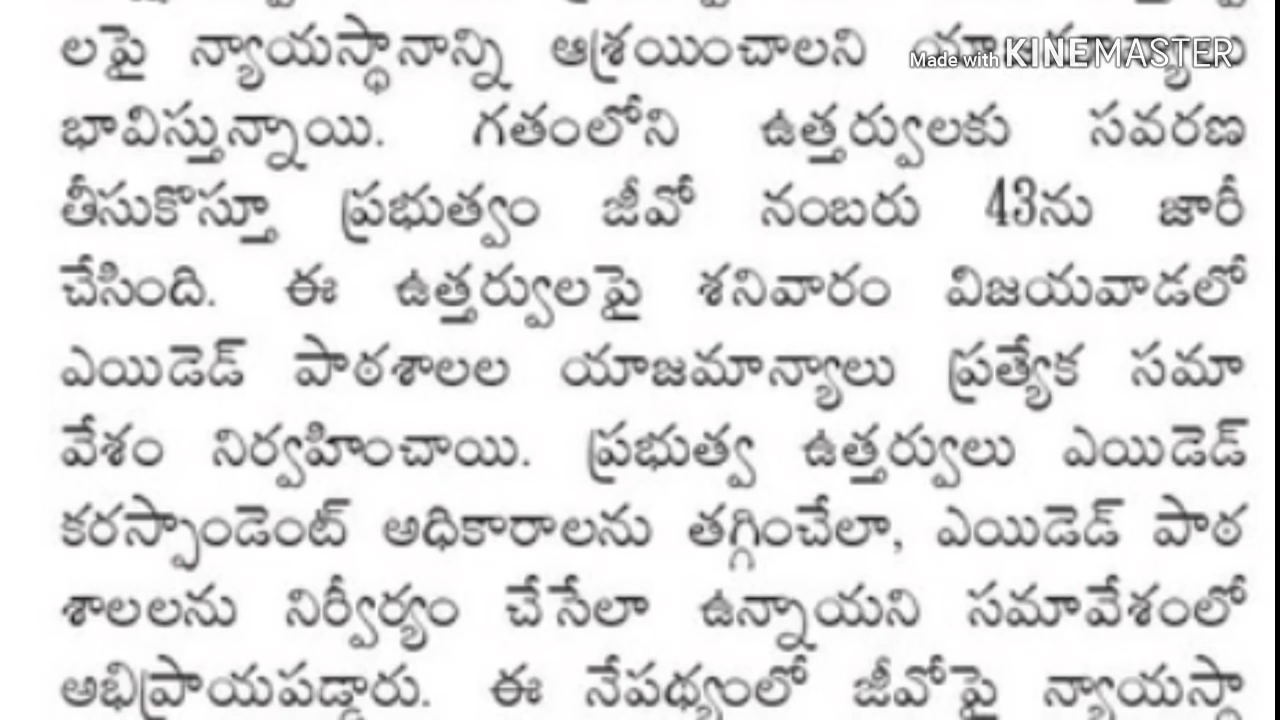 లపై న్యాయస్థానాన్ని ఆశ్రయించాలని
Made with KINEMASTER
భావిస్తున్నాయి. గతంలోని ఉత్తర్వులకు సవరణ
తీసుకొస్తూ ప్రభుత్వం జీవో నంబరు 43ను జారీ
చేసింది. ఈ ఉత్తర్వులపై శనివారం విజయవాడలో
ఎయిడెడ్ పాఠశాలల యాజమాన్యాలు ప్రత్యేక సమా
వేశం నిర్వహించాయి. ప్రభుత్వ ఉత్తర్వులు ఎయిడెడ్
కరస్పాండెంట్ అధికారాలను తగ్గించేలా, ఎయిడెడ్ పాఠ
శాలలను నిర్వీర్యం చేసేలా ఉన్నాయని సమావేశంలో
అభిప్రాయపడ్డారు. ఈ నేపథ్యంలో జీవోపై న్యాయస్థా